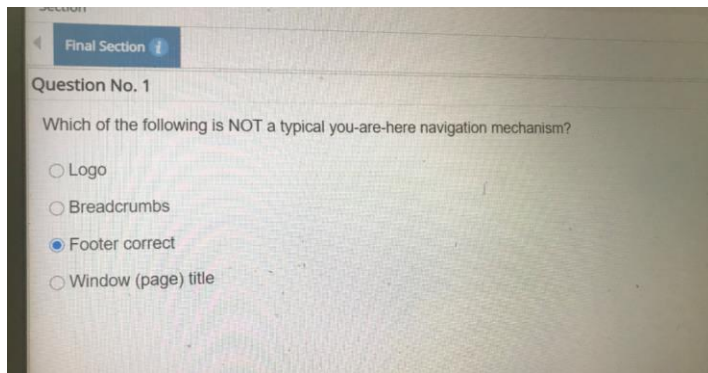 Section
Final Section i
Question No. 1
Which of the following is NOT a typical you-are-here navigation mechanism?
Logo
Breadcrumbs
Footer correct
Window (page) title